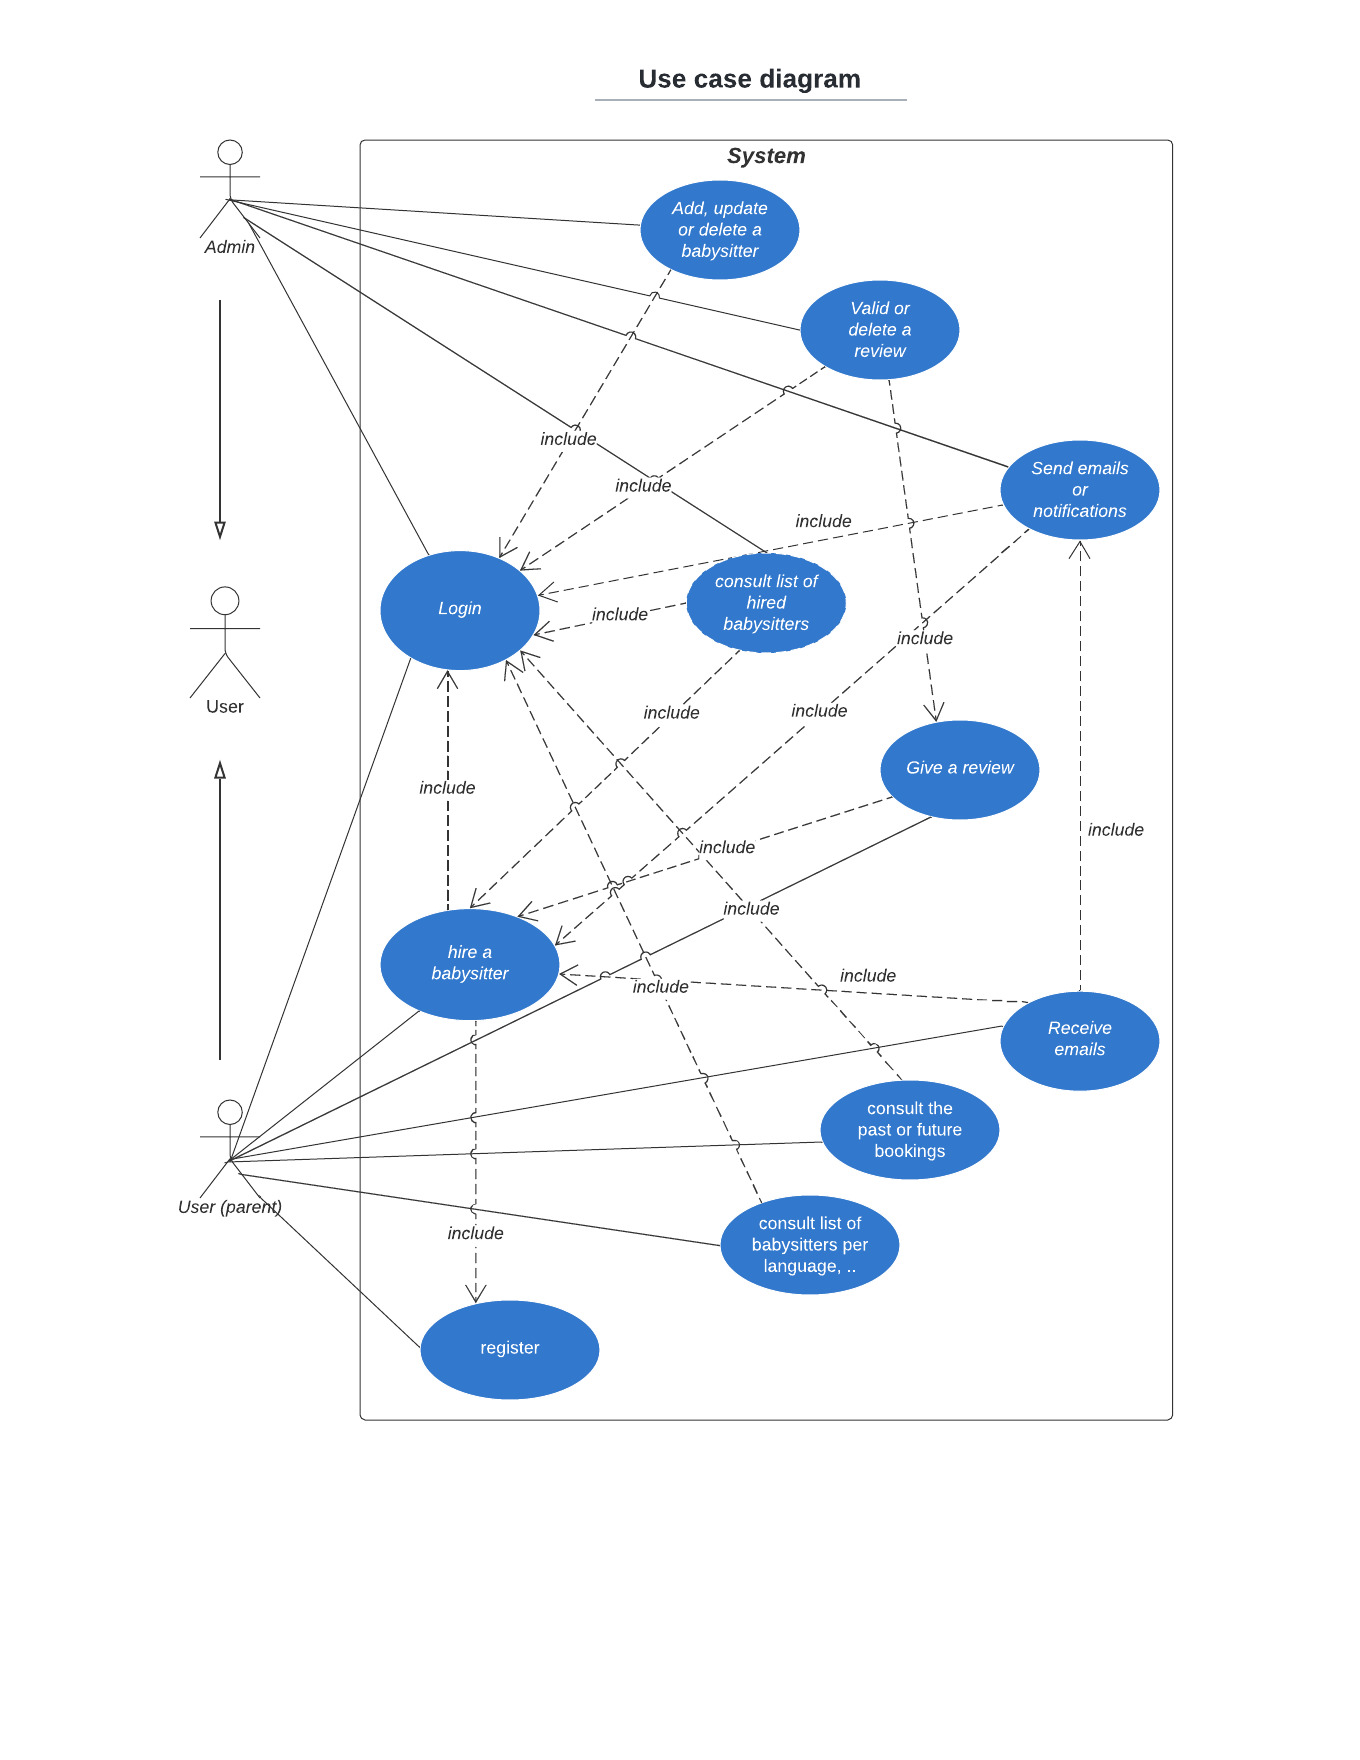 Use case diagram
System
Admin
Add, update
or delete a
babysitter
Valid or
delete a
review
include
Send emails
or
notifications
include
include
consult list of
hired
babysitters
Login
include
include
User
include
include
Give a review
include
include
include
include
hire a
babysitter
include
include
Receive
emails
consult the
past or future
bookings
User (parent)
consult list of
babysitters per
language, ..
include
register